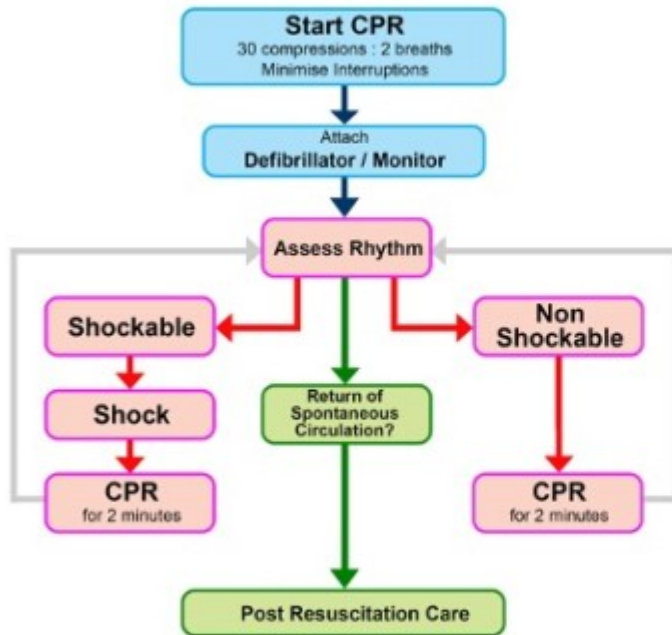 Start CPR
30 compressions : 2 breaths
Minimise Interruptions
Attach
Defibrillator / Monitor
Assess Rhythm
Shockable
Non
Shockable
Shock
Return of
Spontaneous
Circulation?
CPR
for 2 minutes
CPR
for 2 minutes
Post Resuscitation Care